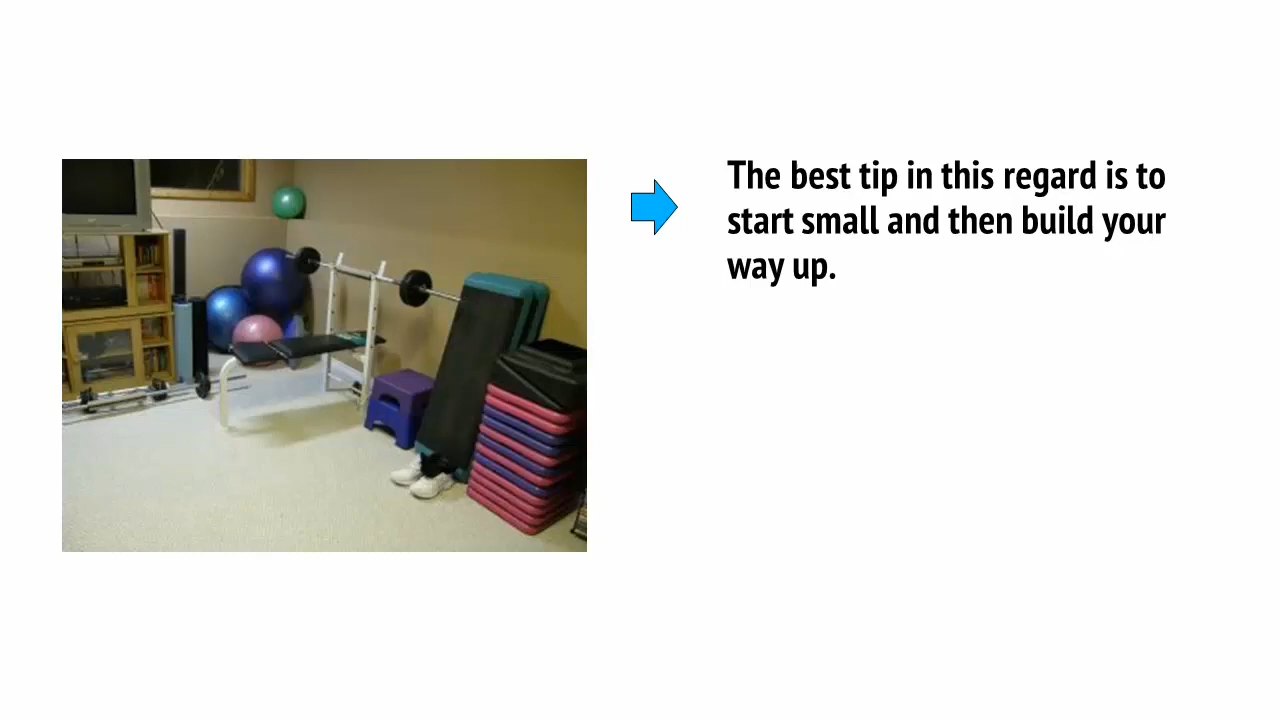 The best tip in this regard is to
start small and then build your
way up.